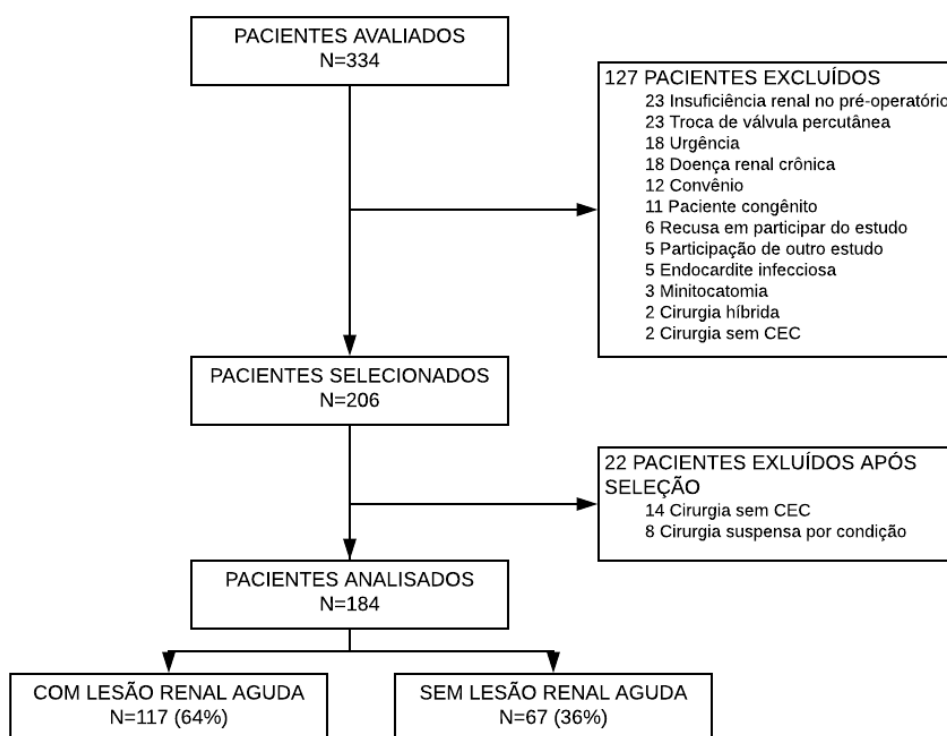 PACIENTES AVALIADOS
N=334
127 PACIENTES EXCLUÍDOS
23 Insuficiência renal no pré-operatório
23 Troca de válvula percutânea
18 Urgência
18 Doença renal crônica
12 Convênio
11 Paciente congênito
6 Recusa em participar do estudo
5 Participação de outro estudo
5 Endocardite infecciosa
3 Minitocatomia
2 Cirurgia híbrida
2 Cirurgia sem CEC
PACIENTES SELECIONADOS
N=206
22 PACIENTES EXLUÍDOS APÓS
SELEÇÃO
14 Cirurgia sem CEC
8 Cirurgia suspensa por condição
PACIENTES ANALISADOS
N=184
COM LESÃO RENAL AGUDA
N=117 (64%)
SEM LESÃO RENAL AGUDA
N=67 (36%)